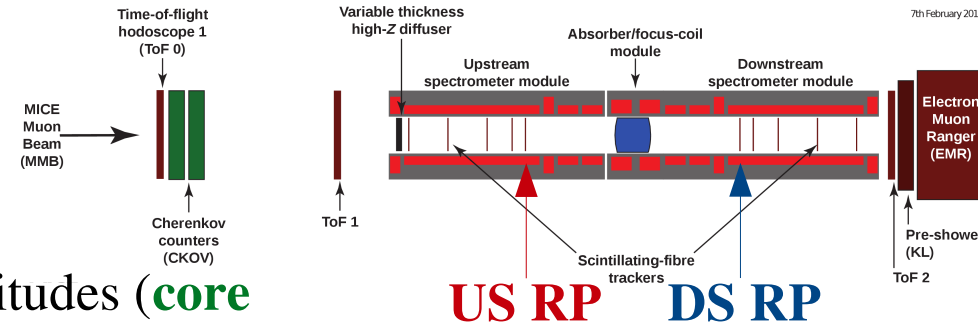 7th February 201
Time-of-flight
hodoscope 1
(ToF 0)
Variable thickness
high-Z diffuser
Absorber/focus-coil
module
Upstream
spectrometer module
Downstream
spectrometer module
MICE
Muon
Beam
(MMB)
Electron
Muon
Ranger
(EMR)
Cherenkov
counters
(CKOV)
ToF 1
Scintillating-fibre
trackers
Pre-showe
(KL)
ToF 2
itudes (core
US RP
DS RP